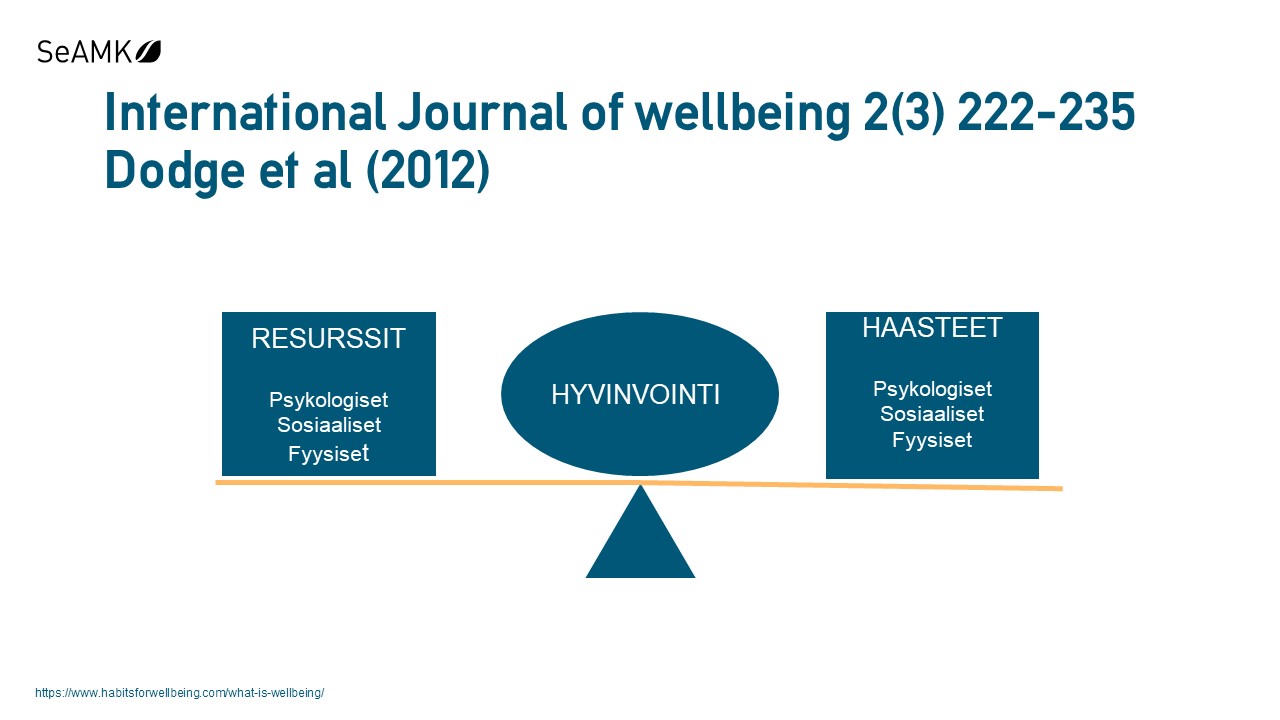 SeAMK
International Journal of wellbeing 2(3) 222-235
Dodge et al (2012)
RESURSSIT
Psykologiset
Sosiaaliset
Fyysiset
HYVINVOINTI
HAASTEET
Psykologiset
Sosiaaliset
Fyysiset
https://www.habitsforwellbeing.com/what-is-wellbeing/